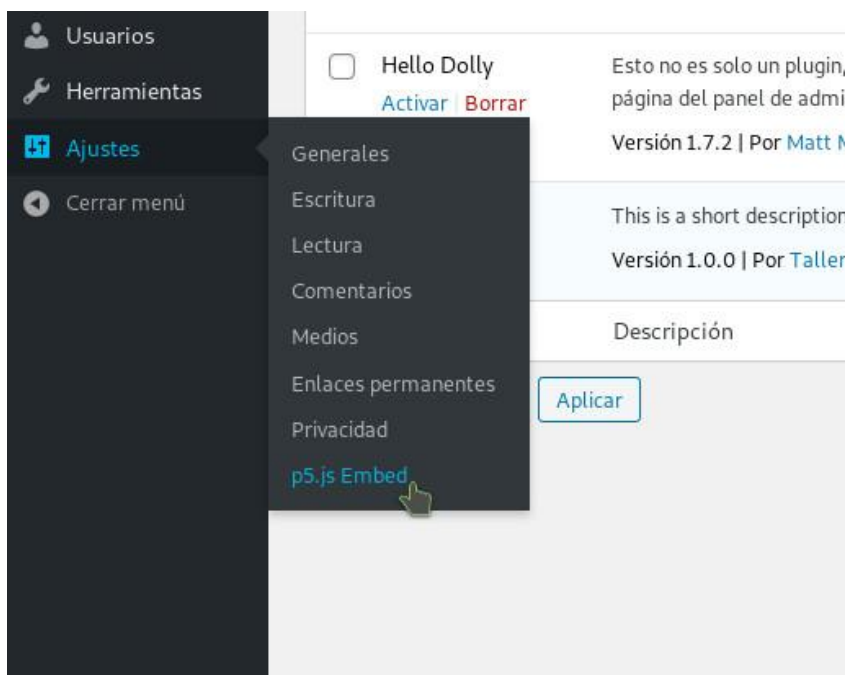 Usuarios
Herramientas
Ajustes
Cerrar menú
Generales
Escritura
Lectura
Comentarios
Medios
Enlaces permanentes
Privacidad
p5.js Embed
Hello Dolly
Activar | Borrar
Esto no es solo un plugin,
página del panel de admi
Versión 1.7.2 | Por Matt
This is a short description
Versión 1.0.0 | Por Taller
Descripción
Aplicar